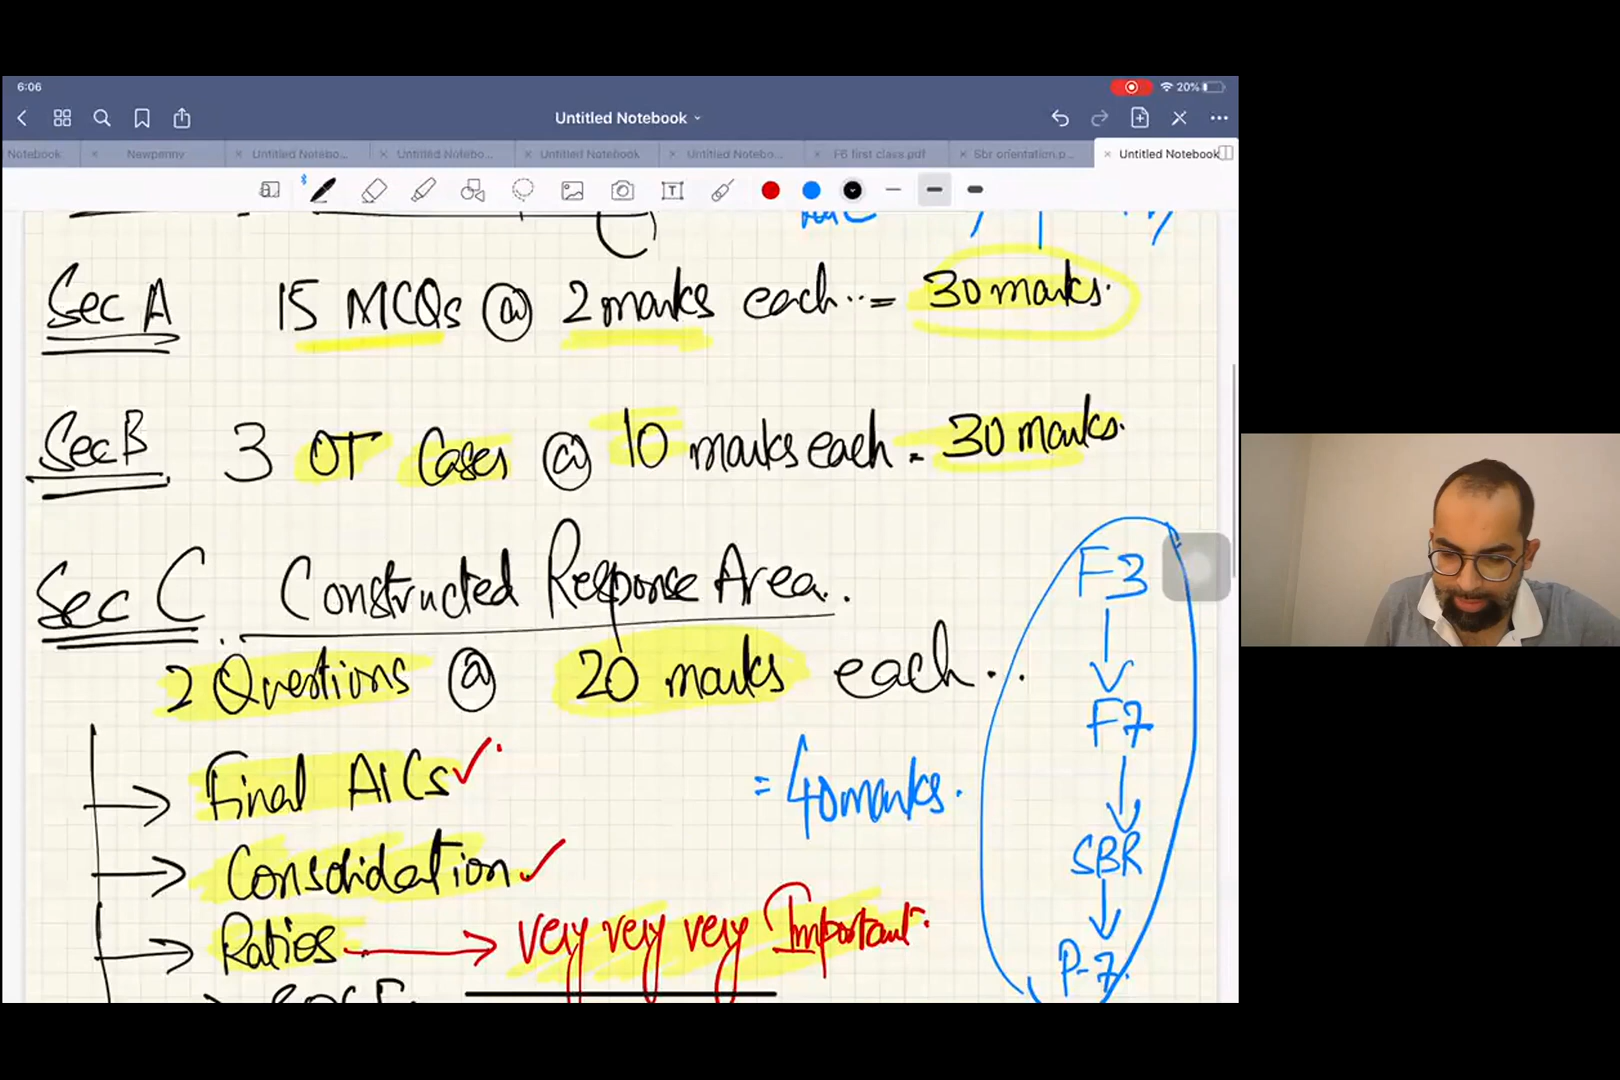 6:06
20%
Untitled Notebook
Notebook
Newpenny
Untitled Notebo...
Untitled Notebo...
Untitled Notebook
Untitled Notebo...
F6 first class.pdf
Sbr orientation.p...
Untitled Notebook
Sec A 15 MCQs @ 2 marks each.. = 30 marks.
Sec B 3 OT Cases @ 10 marks each. = 30 marks.
Sec C Constructed Response Area..
2 Questions @ 20 marks each..
= 40 marks.
→ Final A/Cs ✓
→ Consolidation ✓
→ Ratios → very very very Important.
F3
↓
F7
↓
SBR
↓
P-7.